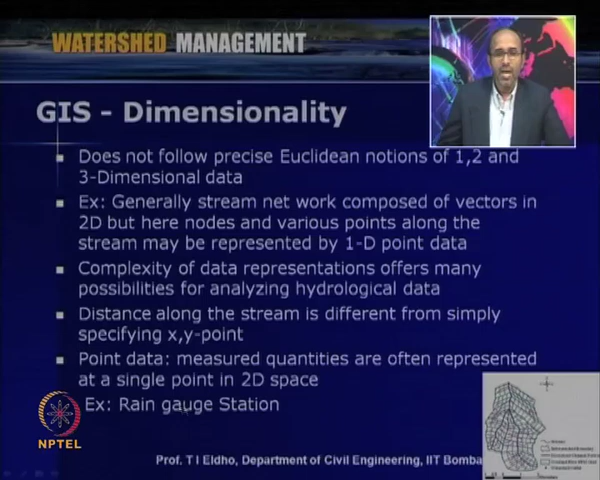 WATERSHED MANAGEMENT
GIS - Dimensionality
Does not follow precise Euclidean notions of 1,2 and
3-Dimensional data
Ex: Generally stream net work composed of vectors in
2D but here nodes and various points along the
stream may be represented by 1-D point data
Complexity of data representations offers many
possibilities for analyzing hydrological data
Distance along the stream is different from simply
specifying x,y-point
Point data: measured quantities are often represented
at a single point in 2D space
Ex: Rain gauge Station
NPTEL
Prof. T I Eldho, Department of Civil Engineering, IIT Bomba